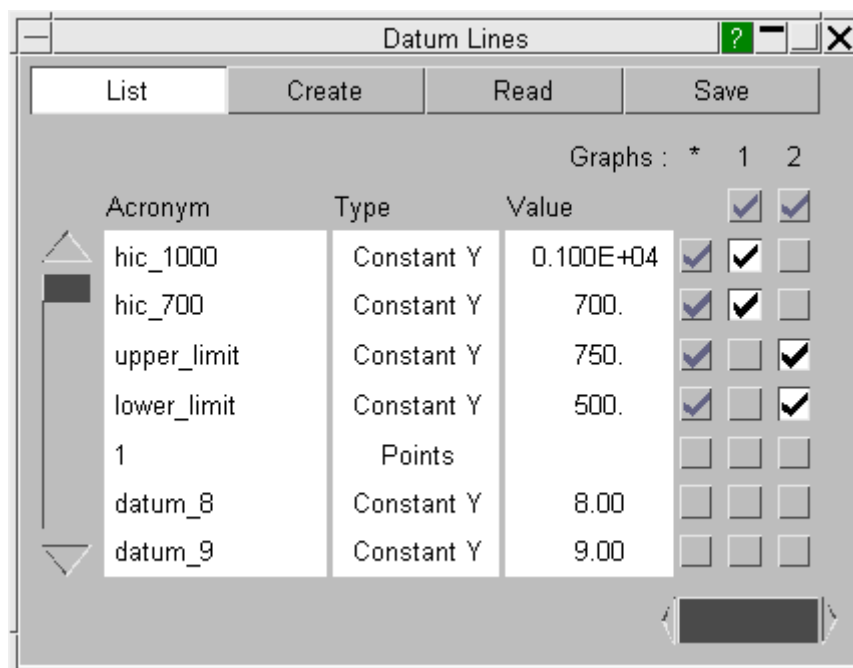 Datum Lines ?
List Create Read Save
Graphs : * 1 2
Acronym Type Value
hic_1000 Constant Y 0.100E+04
hic_700 Constant Y 700.
upper_limit Constant Y 750.
lower_limit Constant Y 500.
1 Points
datum_8 Constant Y 8.00
datum_9 Constant Y 9.00